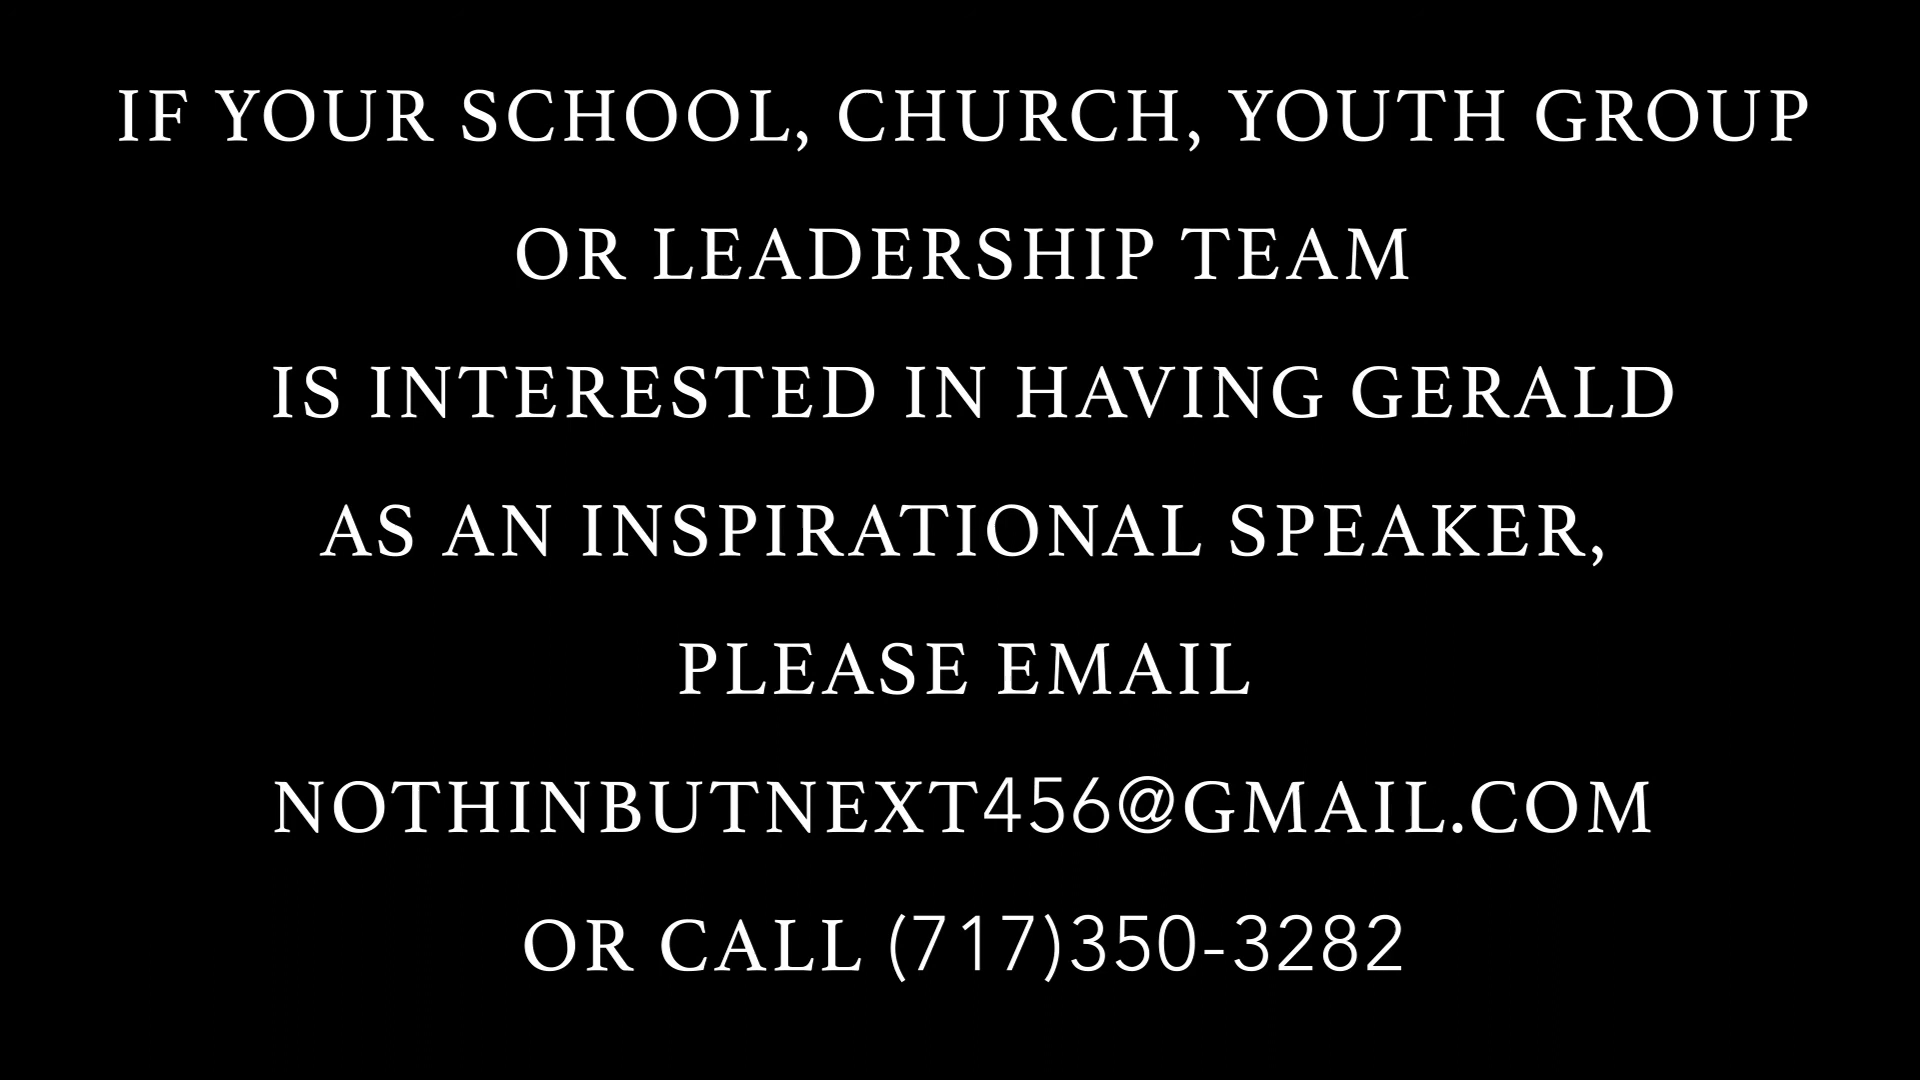 IF YOUR SCHOOL, CHURCH, YOUTH GROUP
OR LEADERSHIP TEAM
IS INTERESTED IN HAVING GERALD
AS AN INSPIRATIONAL SPEAKER,
PLEASE EMAIL
NOTHINBUTNEXT456@GMAIL.COM
OR CALL (717)350-3282